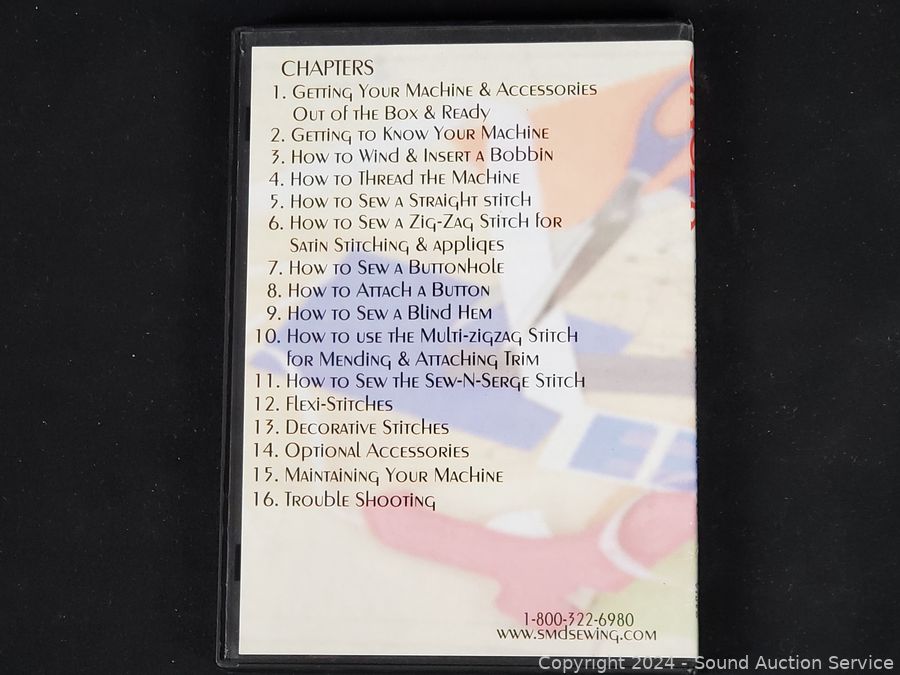 CHAPTERS
1. Getting Your Machine & Accessories
Out of the Box & Ready
2. Getting to Know Your Machine
3. How to Wind & Insert a Bobbin
4. How to Thread the Machine
5. How to Sew a Straight stitch
6. How to Sew a Zig-Zag Stitch for
Satin Stitching & appliqes
7. How to Sew a Buttonhole
8. How to Attach a Button
9. How to Sew a Blind Hem
10. How to use the Multi-zigzag Stitch
for Mending & Attaching Trim
11. How to Sew the Sew-N-Serge Stitch
12. Flexi-Stitches
13. Decorative Stitches
14. Optional Accessories
15. Maintaining Your Machine
16. Trouble Shooting
1-800-322-6980
www.smdsewing.com
Copyright 2024 - Sound Auction Service